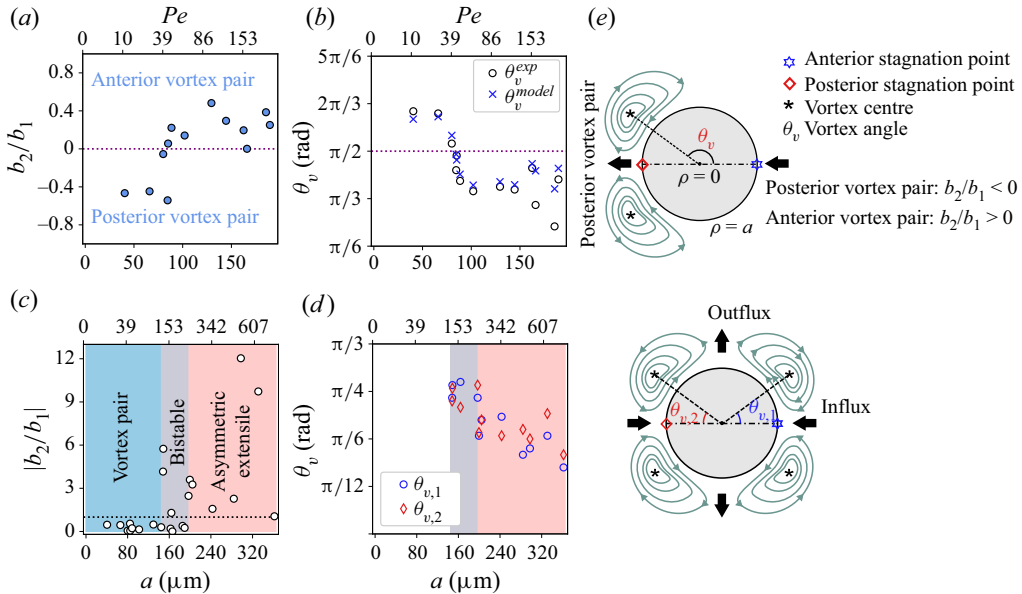 (a)
Pe
0 10 39 86 153
0.8
0.4
0
−0.4
−0.8
b2/b1
Anterior vortex pair
Posterior vortex pair
0 50 100 150
(b)
Pe
0 10 39 86 153
5π/6
2π/3
π/2
π/3
π/6
θv (rad)
θv^exp
θv^model
0 50 100 150
(e)
Posterior vortex pair
θv
ρ = 0
ρ = a
Anterior stagnation point
Posterior stagnation point
Vortex centre
θv Vortex angle
Posterior vortex pair: b2/b1 < 0
Anterior vortex pair: b2/b1 > 0
(c)
0 39 153 342 607
12
9
6
3
0
|b2/b1|
Vortex pair
Bistable
Asymmetric
extensile
0 80 160 240 320
a (μm)
(d)
0 39 153 342 607
π/3
π/4
π/6
π/12
θv (rad)
θv,1
θv,2
0 80 160 240 320
a (μm)
Outflux
Influx
θv,2
θv,1